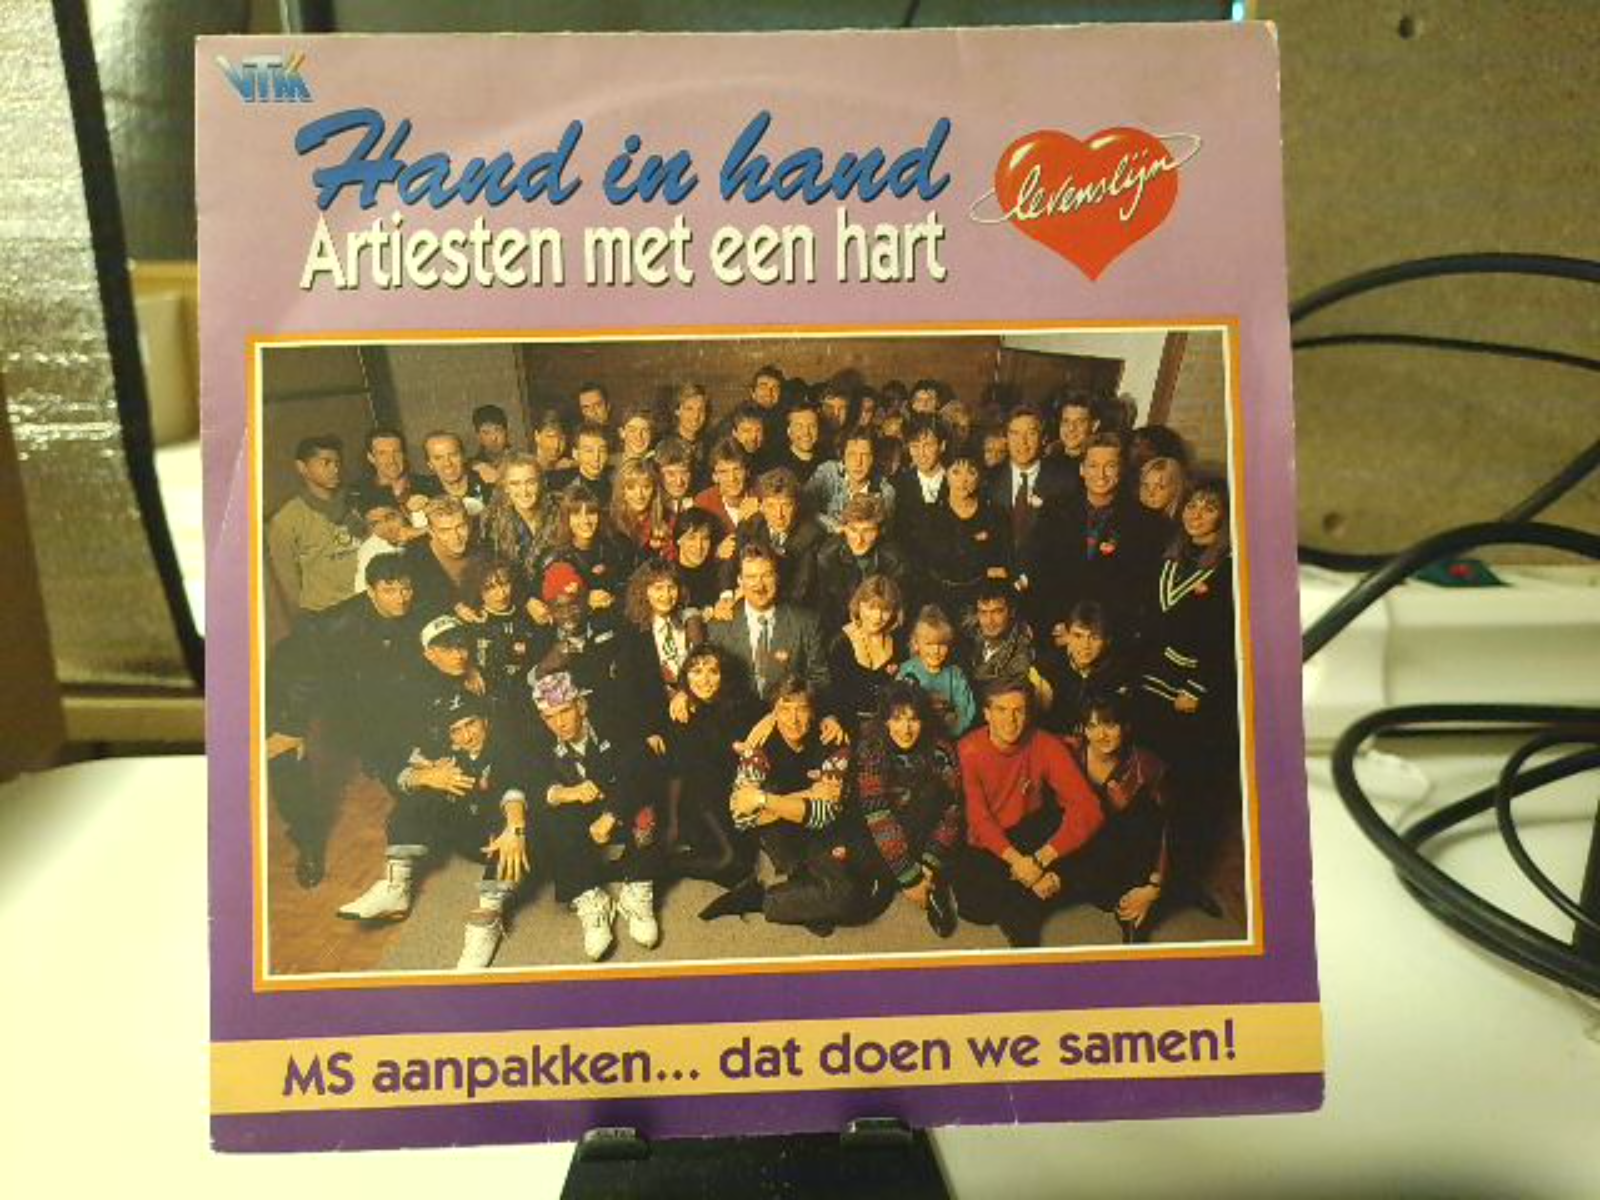 VTM
Hand in hand
Artiesten met een hart
levenslijn
MS aanpakken... dat doen we samen!